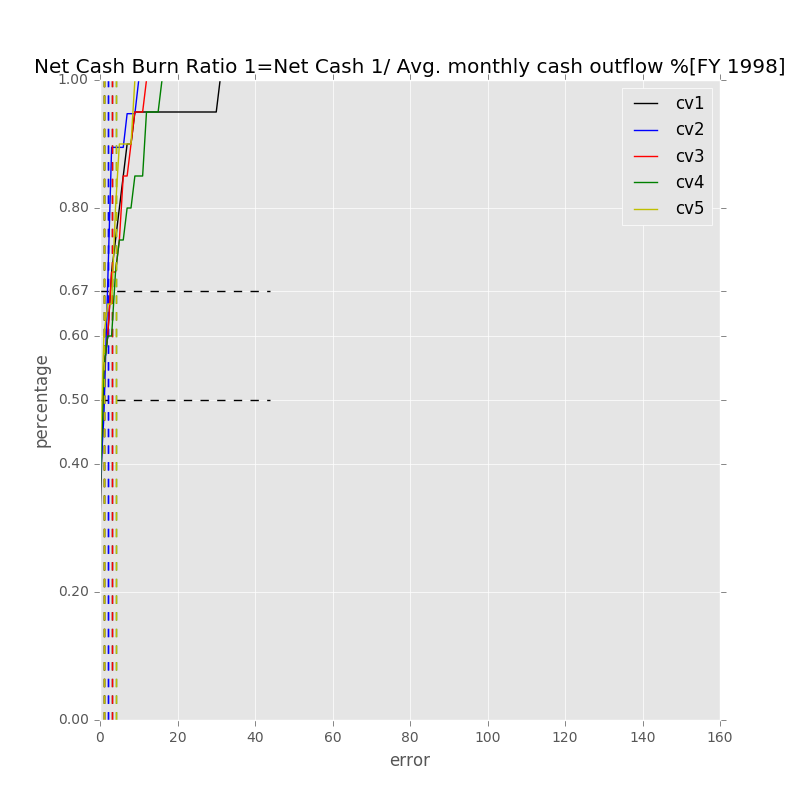 Net Cash Burn Ratio 1=Net Cash 1/ Avg. monthly cash outflow %[FY 1998]
1.00
0.80
0.67
0.60
0.50
0.40
0.20
0.00
percentage
cv1
cv2
cv3
cv4
cv5
0 20 40 60 80 100 120 140 160
error